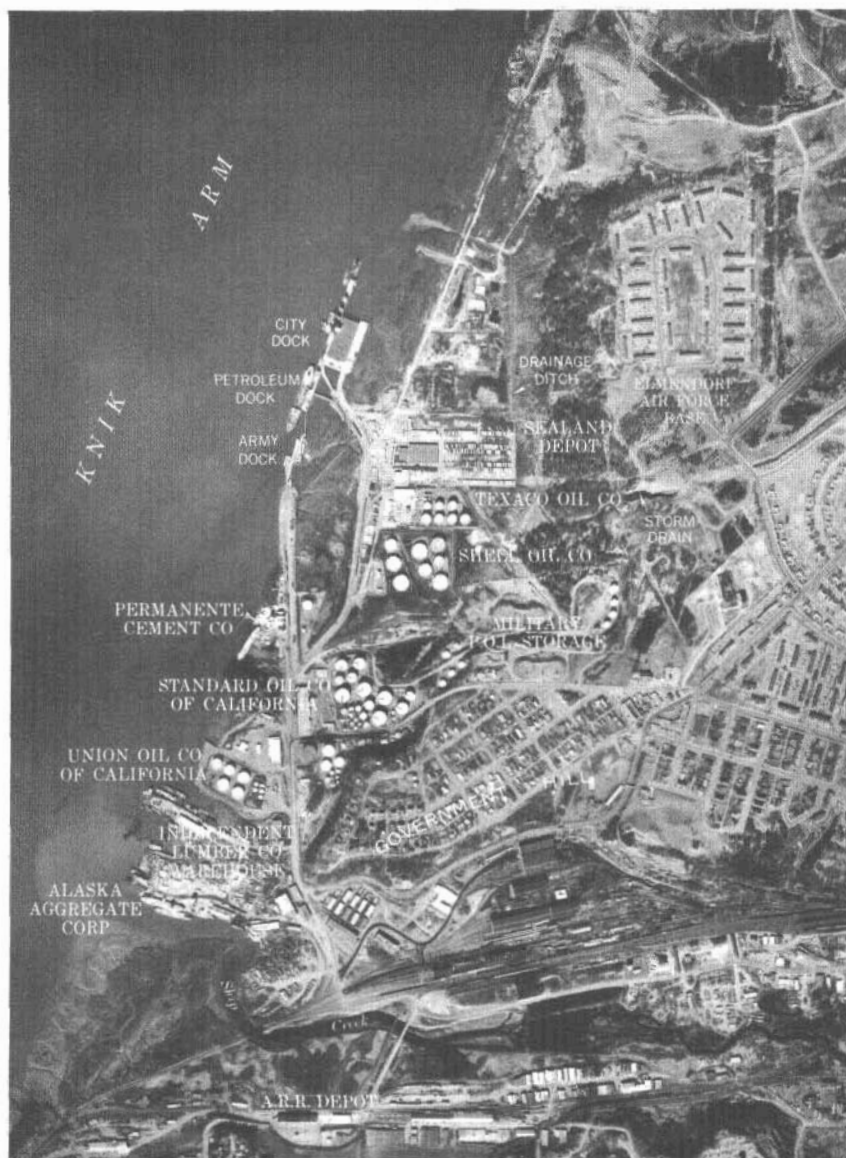 KNIK ARM
CITY
DOCK
PETROLEUM
DOCK
ARMY
DOCK
DRAINAGE
DITCH
ELMENDORF
AIR FORCE
BASE
SEALAND
DEPOT
TEXACO OIL CO
SHELL OIL CO
STORM
DRAIN
PERMANENTE
CEMENT CO
MILITARY
P.O.L. STORAGE
STANDARD OIL CO
OF CALIFORNIA
UNION OIL CO
OF CALIFORNIA
GOVERNMENT HILL
LUMBER CO
WAREHOUSE
ALASKA
AGGREGATE
CORP
Creek
A.R.R. DEPOT